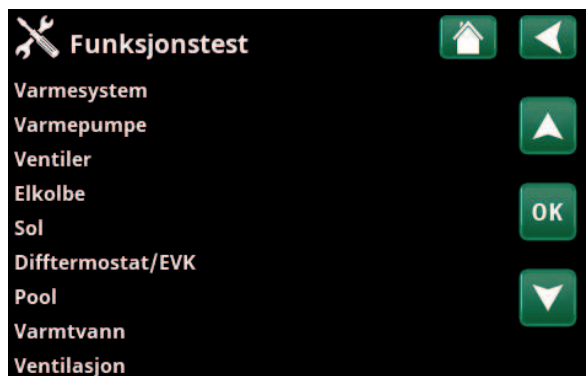 Funksjonstest
Varmesystem
Varmepumpe
Ventiler
Elkolbe
Sol
Difftermostat/EVK
Pool
Varmtvann
Ventilasjon
OK